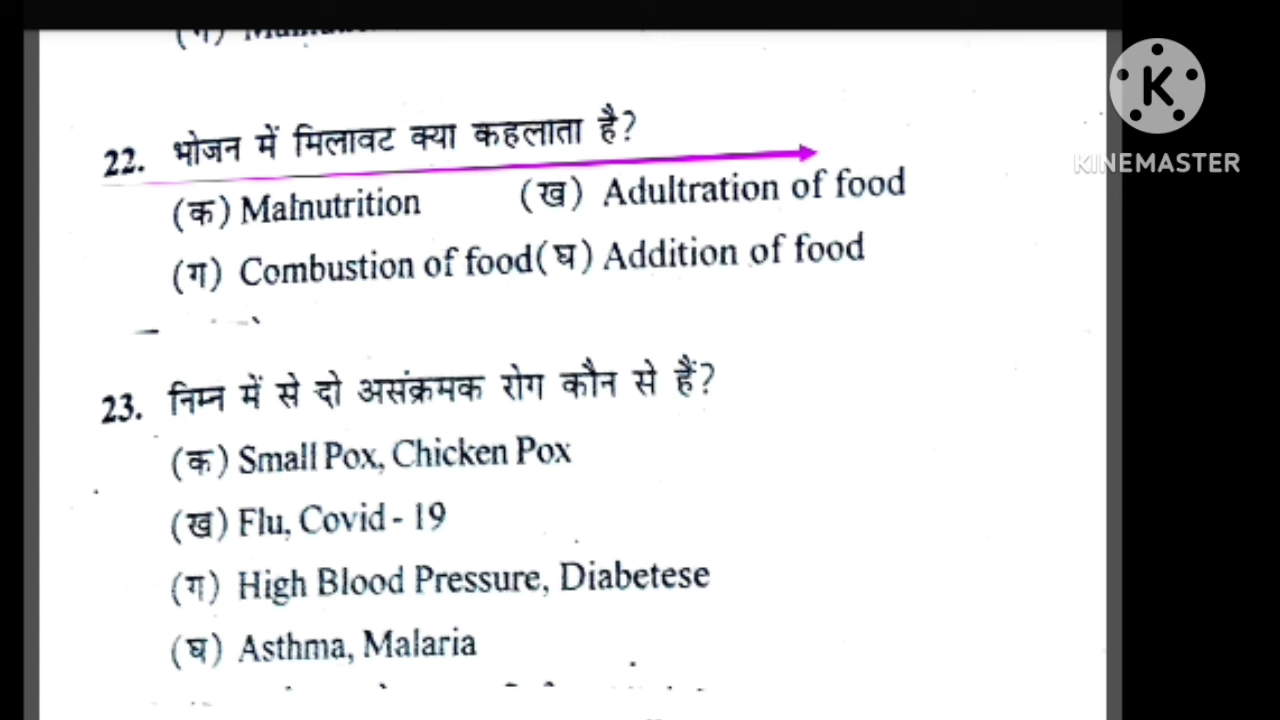 22. भोजन में मिलावट क्या कहलाता है?
(क) Malnutrition (ख) Adultration of food
(ग) Combustion of food (घ) Addition of food
23. निम्न में से दो असंक्रमक रोग कौन से हैं?
(क) Small Pox, Chicken Pox
(ख) Flu, Covid - 19
(ग) High Blood Pressure, Diabetese
(घ) Asthma, Malaria
K
KINEMASTER